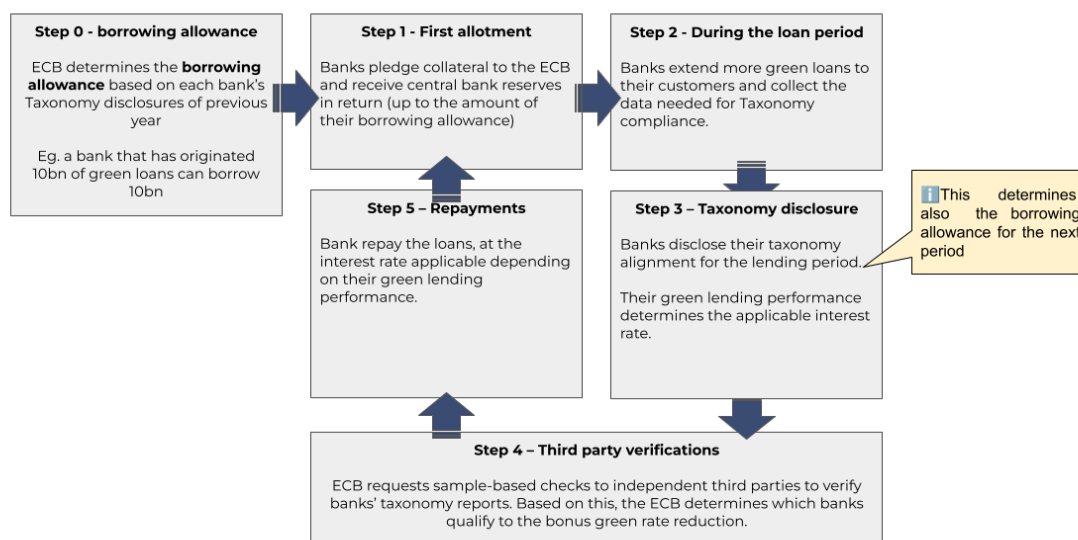 Step 0 - borrowing allowance
ECB determines the borrowing
allowance based on each bank's
Taxonomy disclosures of previous
year
Eg. a bank that has originated
10bn of green loans can borrow
10bn
Step 1 - First allotment
Banks pledge collateral to the ECB
and receive central bank reserves
in return (up to the amount of
their borrowing allowance)
Step 2 - During the loan period
Banks extend more green loans to
their customers and collect the
data needed for Taxonomy
compliance.
Step 3 – Taxonomy disclosure
Banks disclose their taxonomy
alignment for the lending period.
Their green lending performance
determines the applicable interest
rate.
ℹ️This determines
also the borrowing
allowance for the next
period
Step 4 – Third party verifications
ECB requests sample-based checks to independent third parties to verify
banks' taxonomy reports. Based on this, the ECB determines which banks
qualify to the bonus green rate reduction.
Step 5 – Repayments
Bank repay the loans, at the
interest rate applicable depending
on their green lending
performance.